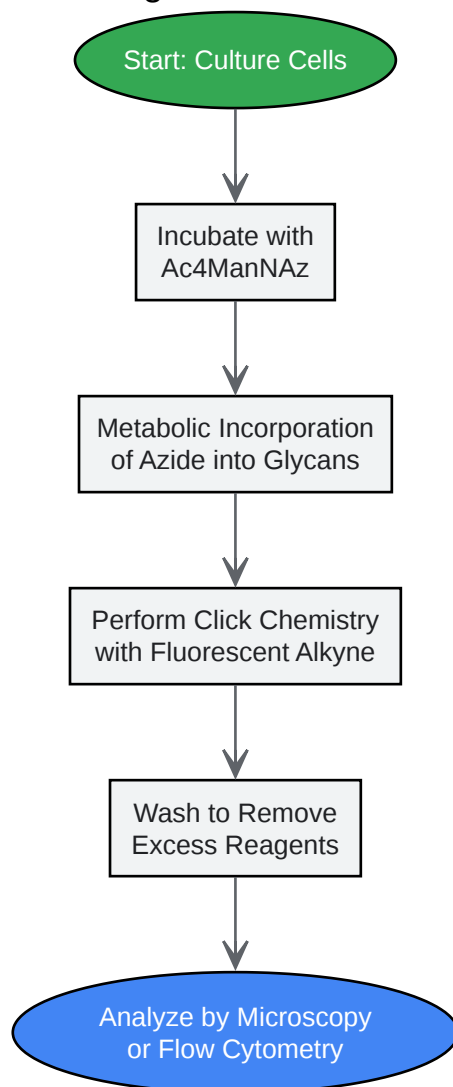 Start: Culture Cells
Incubate with
Ac4ManNAz
Metabolic Incorporation
of Azide into Glycans
Perform Click Chemistry
with Fluorescent Alkyne
Wash to Remove
Excess Reagents
Analyze by Microscopy
or Flow Cytometry